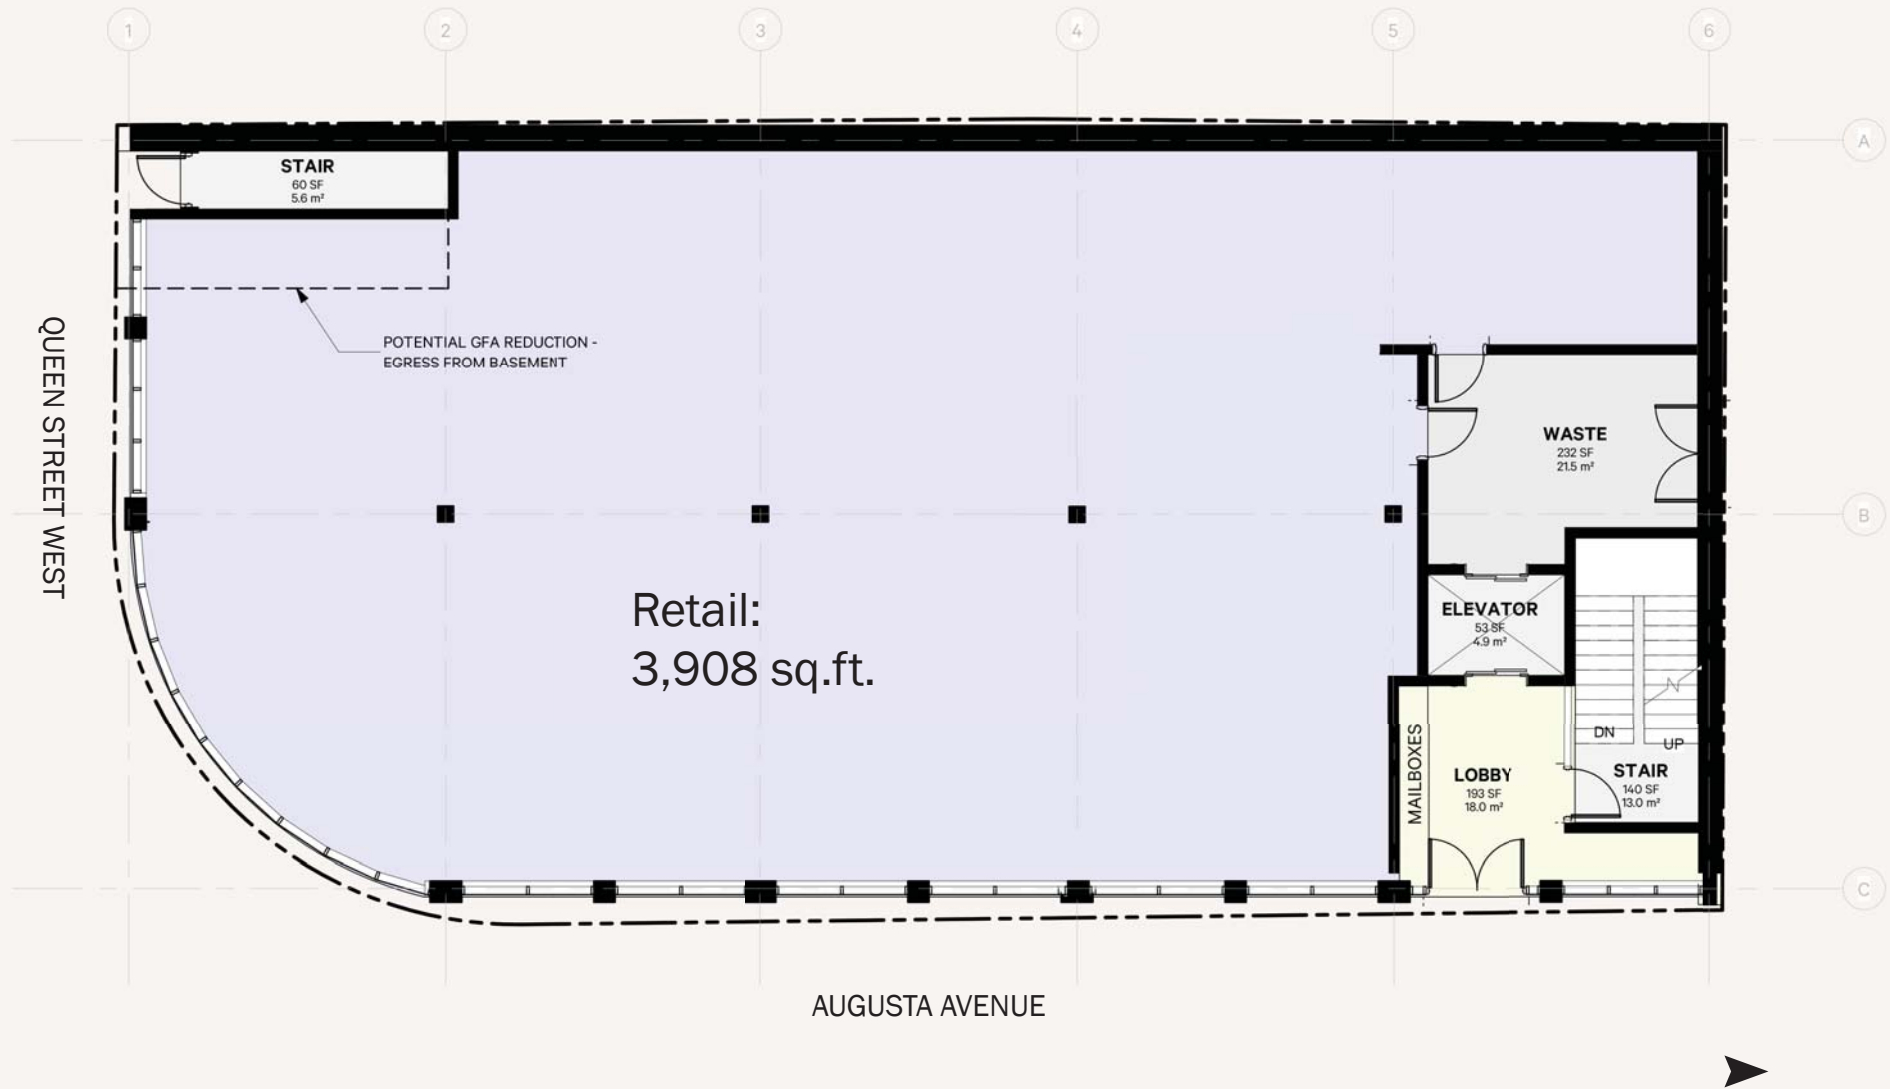 1 2 3 4 5 6
A
STAIR
60 SF
5.6 m²
POTENTIAL GFA REDUCTION -
EGRESS FROM BASEMENT
QUEEN STREET WEST
WASTE
232 SF
21.5 m²
B
Retail:
3,908 sq.ft.
ELEVATOR
53 SF
4.9 m²
DN
UP
MAILBOXES
LOBBY
193 SF
18.0 m²
STAIR
140 SF
13.0 m²
C
AUGUSTA AVENUE